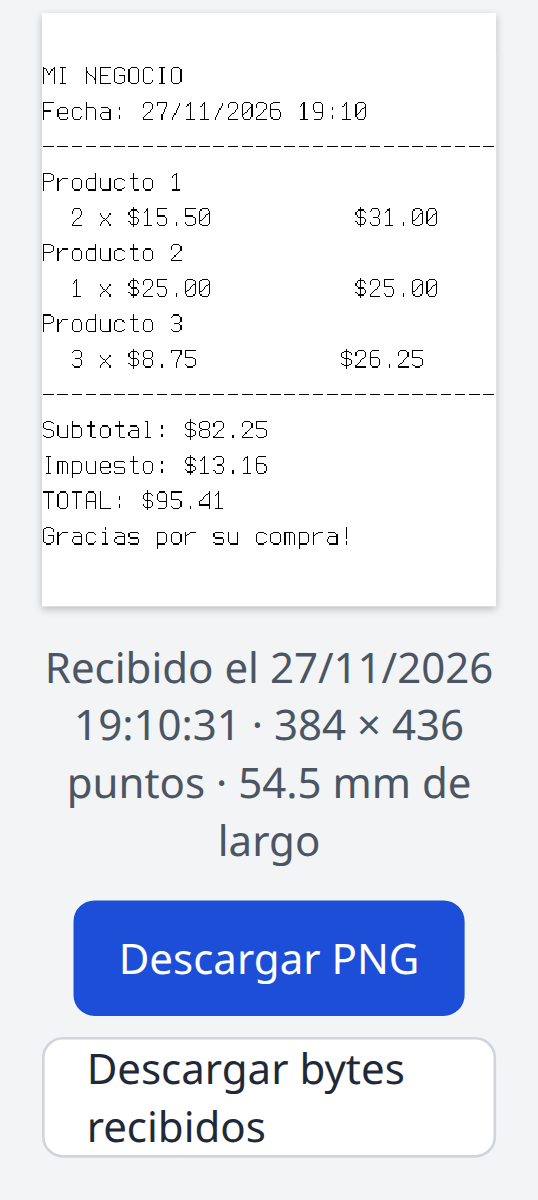 MI NEGOCIO
Fecha: 27/11/2026 19:10
--------------------------------
Producto 1
  2 x $15.50          $31.00
Producto 2
  1 x $25.00          $25.00
Producto 3
  3 x $8.75          $26.25
--------------------------------
Subtotal: $82.25
Impuesto: $13.16
TOTAL: $95.41
Gracias por su compra!
Recibido el 27/11/2026
19:10:31 · 384 × 436
puntos · 54.5 mm de
largo
Descargar PNG
Descargar bytes
recibidos